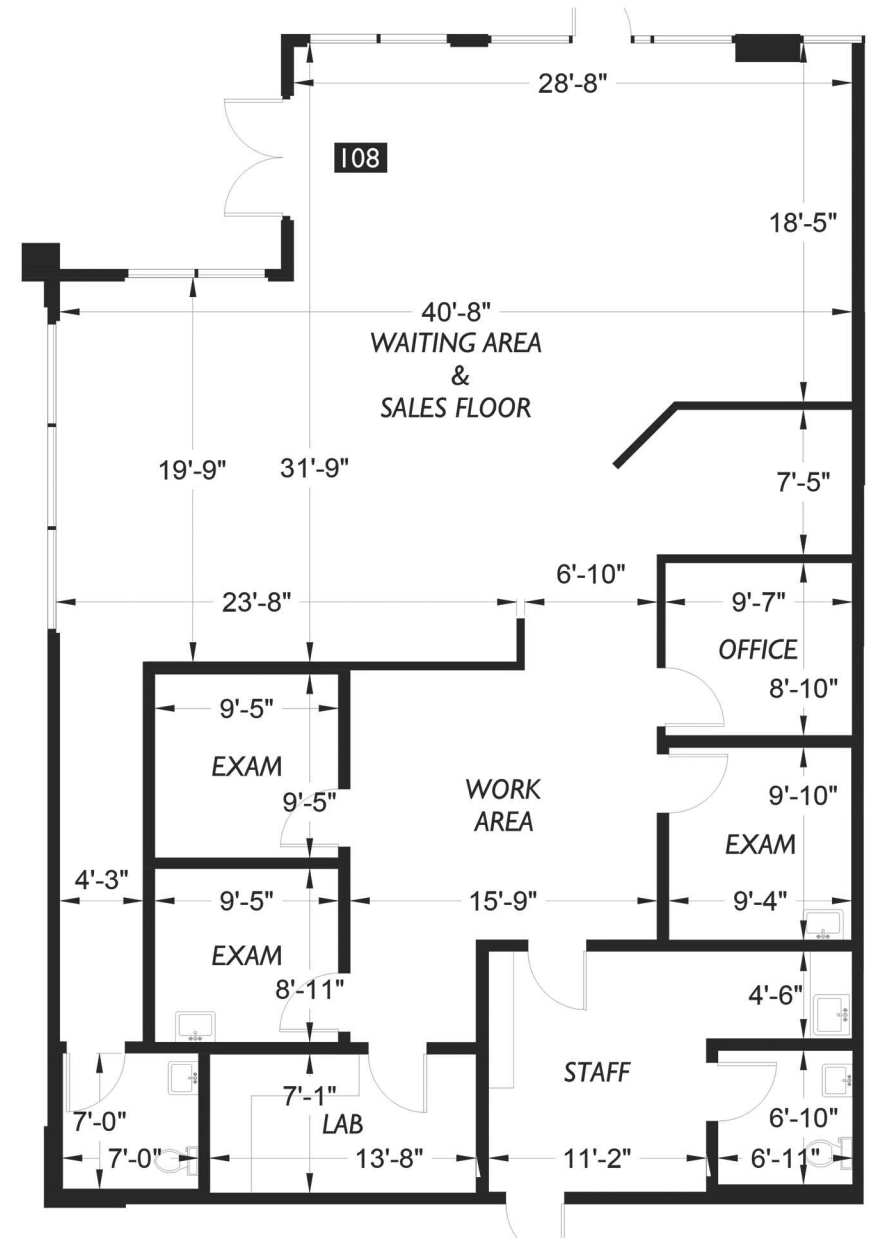 28'-8"
108
18'-5"
40'-8"
WAITING AREA
&
SALES FLOOR
19'-9"
31'-9"
7'-5"
6'-10"
23'-8"
9'-7"
OFFICE
8'-10"
9'-5"
EXAM
9'-5"
WORK
AREA
9'-10"
EXAM
4'-3"
9'-5"
15'-9"
9'-4"
EXAM
8'-11"
4'-6"
STAFF
7'-0"
7'-1"
LAB
6'-10"
7'-0"
13'-8"
11'-2"
6'-11"